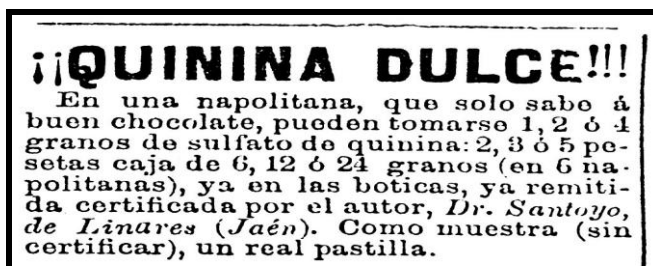 ¡¡QUININA DULCE!!!
En una napolitana, que solo sabe á
buen chocolate, pueden tomarse 1, 2 ó 4
granos de sulfato de quinina: 2, 3 ó 5 pe-
setas caja de 6, 12 ó 24 granos (en 6 na-
politanas), ya en las boticas, ya remiti-
da certificada por el autor, Dr. Santoyo,
de Linares (Jaén). Como muestra (sin
certificar), un real pastilla.